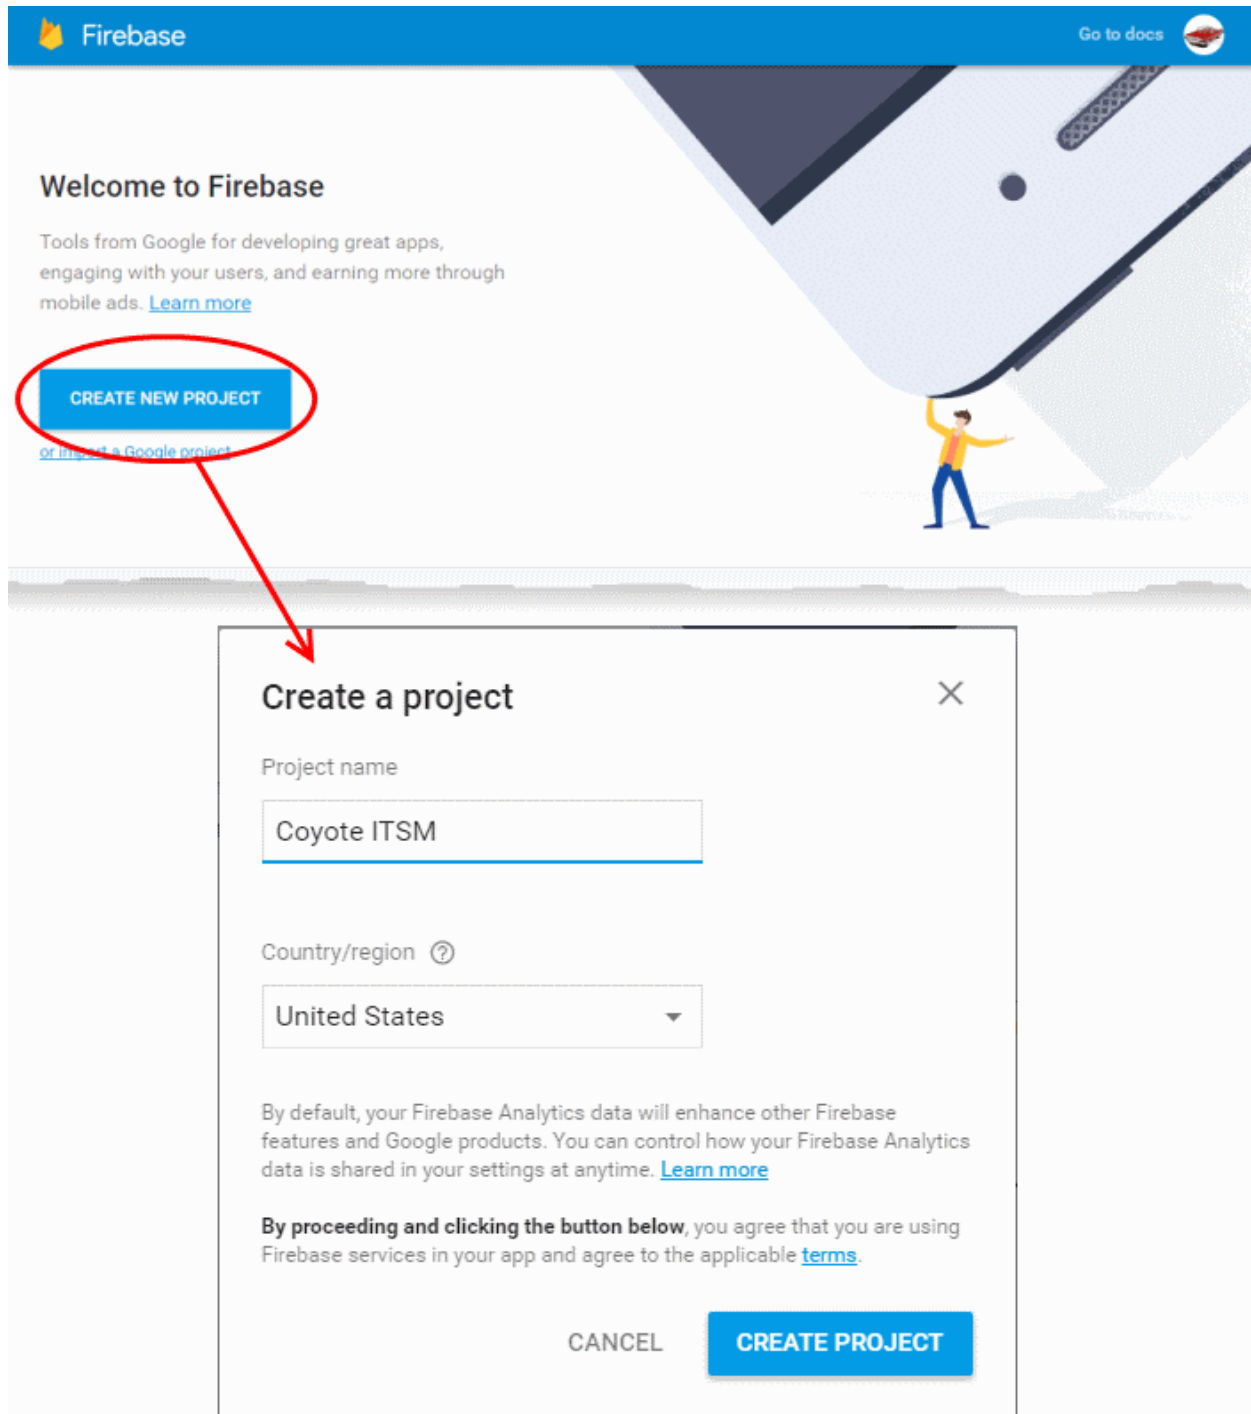 Firebase
Go to docs
Welcome to Firebase
Tools from Google for developing great apps,
engaging with your users, and earning more through
mobile ads. Learn more
CREATE NEW PROJECT
or import a Google project
Create a project
Project name
Coyote ITSM
Country/region ?
United States
By default, your Firebase Analytics data will enhance other Firebase
features and Google products. You can control how your Firebase Analytics
data is shared in your settings at anytime. Learn more
By proceeding and clicking the button below, you agree that you are using
Firebase services in your app and agree to the applicable terms.
CANCEL
CREATE PROJECT